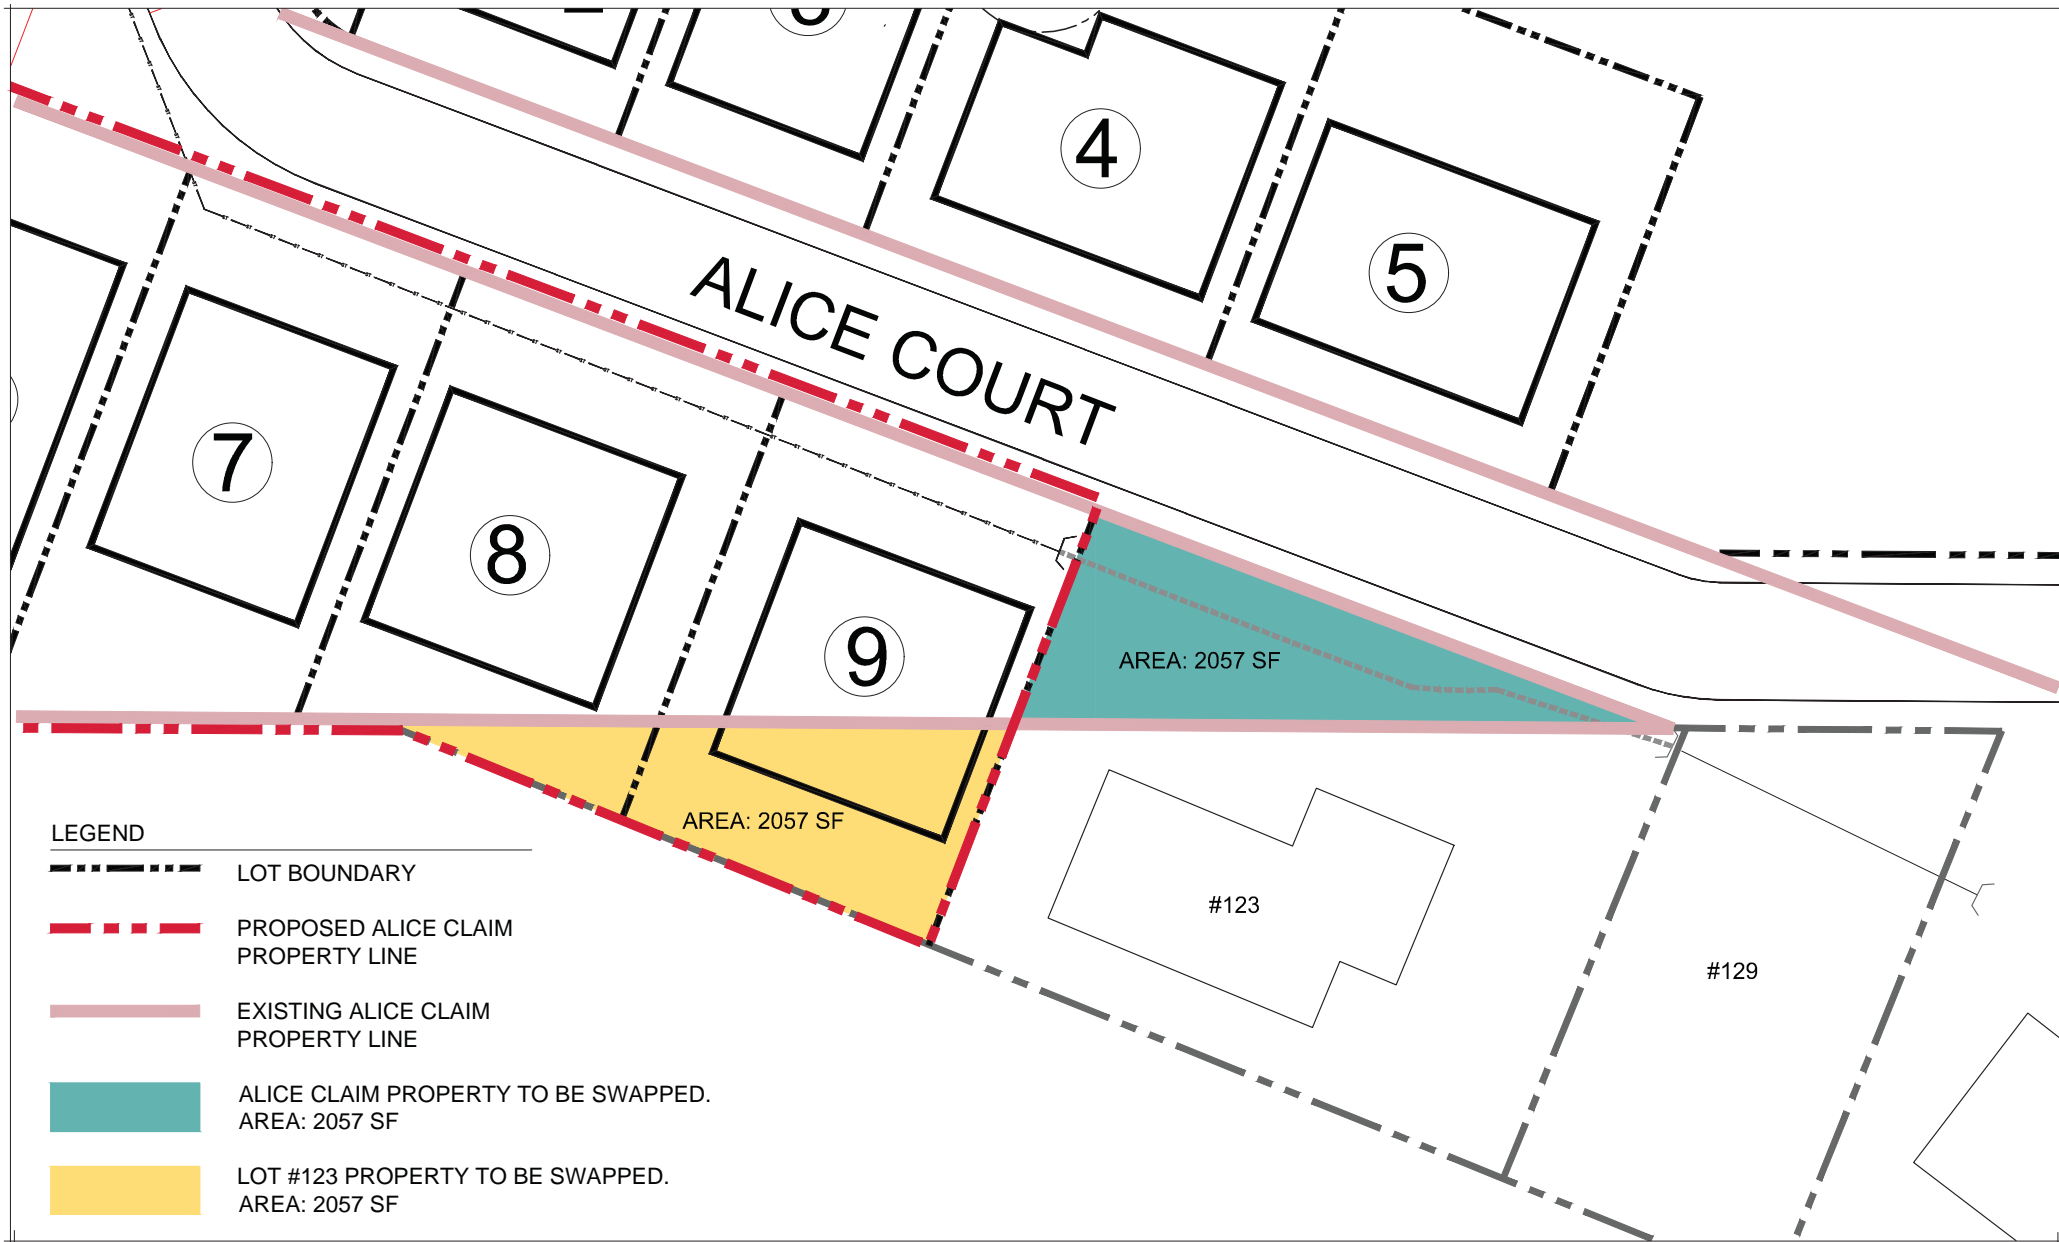 3
4
5
ALICE COURT
7
8
9
AREA: 2057 SF
AREA: 2057 SF
#123
#129
LEGEND
LOT BOUNDARY
PROPOSED ALICE CLAIM
PROPERTY LINE
EXISTING ALICE CLAIM
PROPERTY LINE
ALICE CLAIM PROPERTY TO BE SWAPPED.
AREA: 2057 SF
LOT #123 PROPERTY TO BE SWAPPED.
AREA: 2057 SF